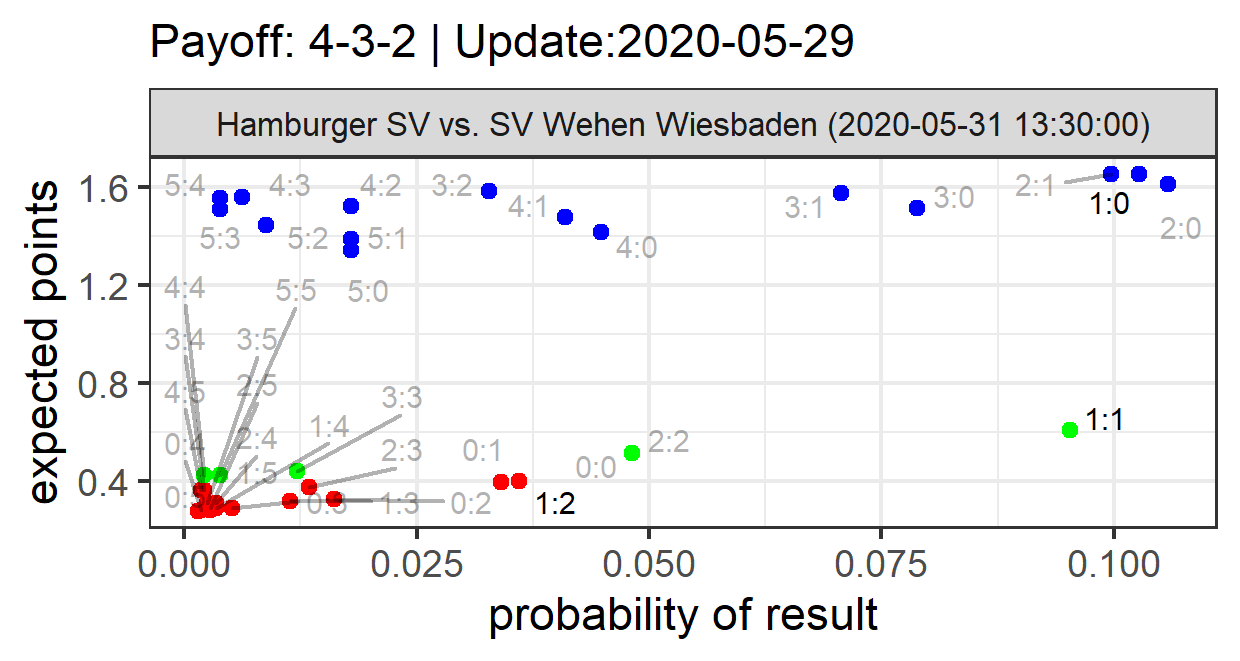 Payoff: 4-3-2 | Update:2020-05-29
Hamburger SV vs. SV Wehen Wiesbaden (2020-05-31 13:30:00)
expected points
1.6
1.2
0.8
0.4
5:4 4:3 4:2 3:2 2:1
4:1 3:1 3:0 1:0
5:3 5:2 5:1 4:0 2:0
4:4 5:5 5:0
3:4 3:5
4:5 2:5 3:3
1:4 1:1
2:4 2:3 0:1 2:2
1:5 0:0
0:3 1:3 0:2 1:2
0.000 0.025 0.050 0.075 0.100
probability of result